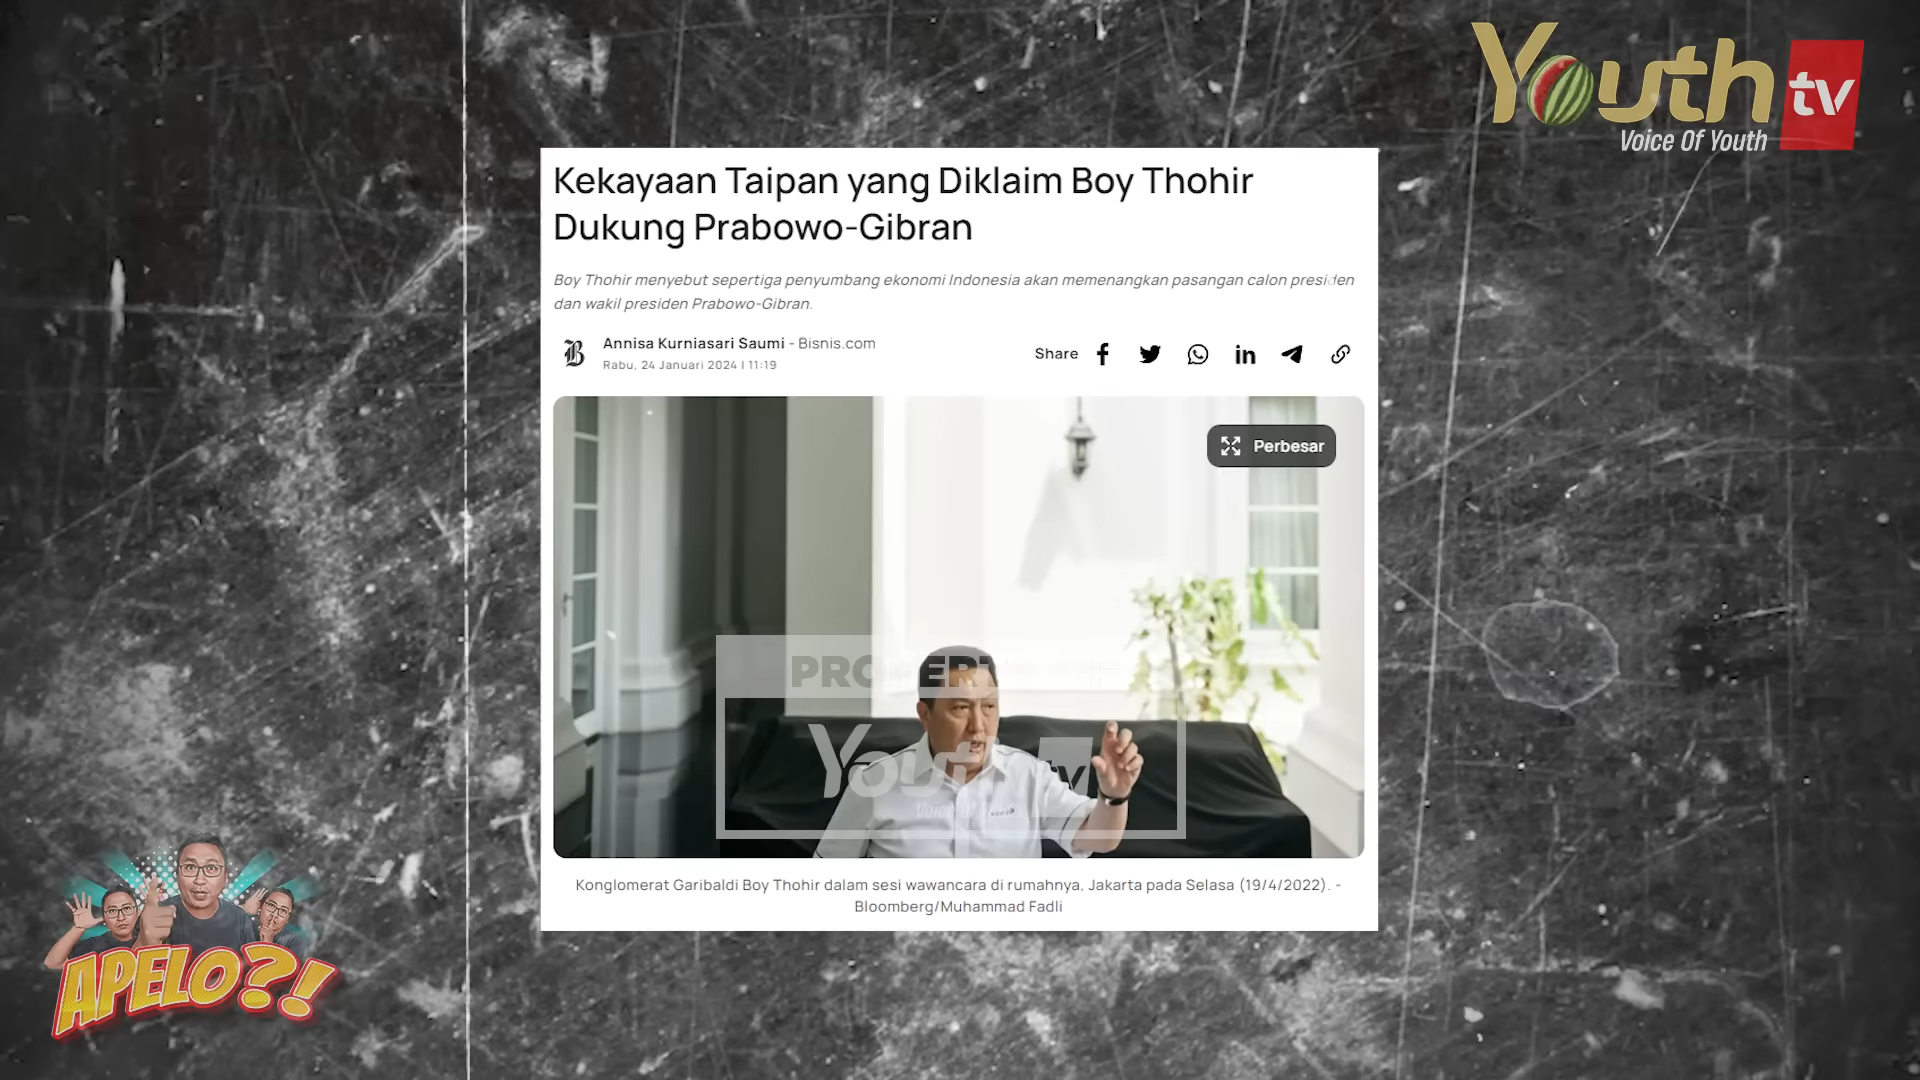 Youth tv
Voice Of Youth
Kekayaan Taipan yang Diklaim Boy Thohir
Dukung Prabowo-Gibran
Boy Thohir menyebut sepertiga penyumbang ekonomi Indonesia akan memenangkan pasangan calon presiden
dan wakil presiden Prabowo-Gibran.
B
Annisa Kurniasari Saumi - Bisnis.com
Rabu, 24 Januari 2024 | 11:19
Share
Perbesar
Youth tv
Konglomerat Garibaldi Boy Thohir dalam sesi wawancara di rumahnya, Jakarta pada Selasa (19/4/2022). -
Bloomberg/Muhammad Fadli
APELO?!